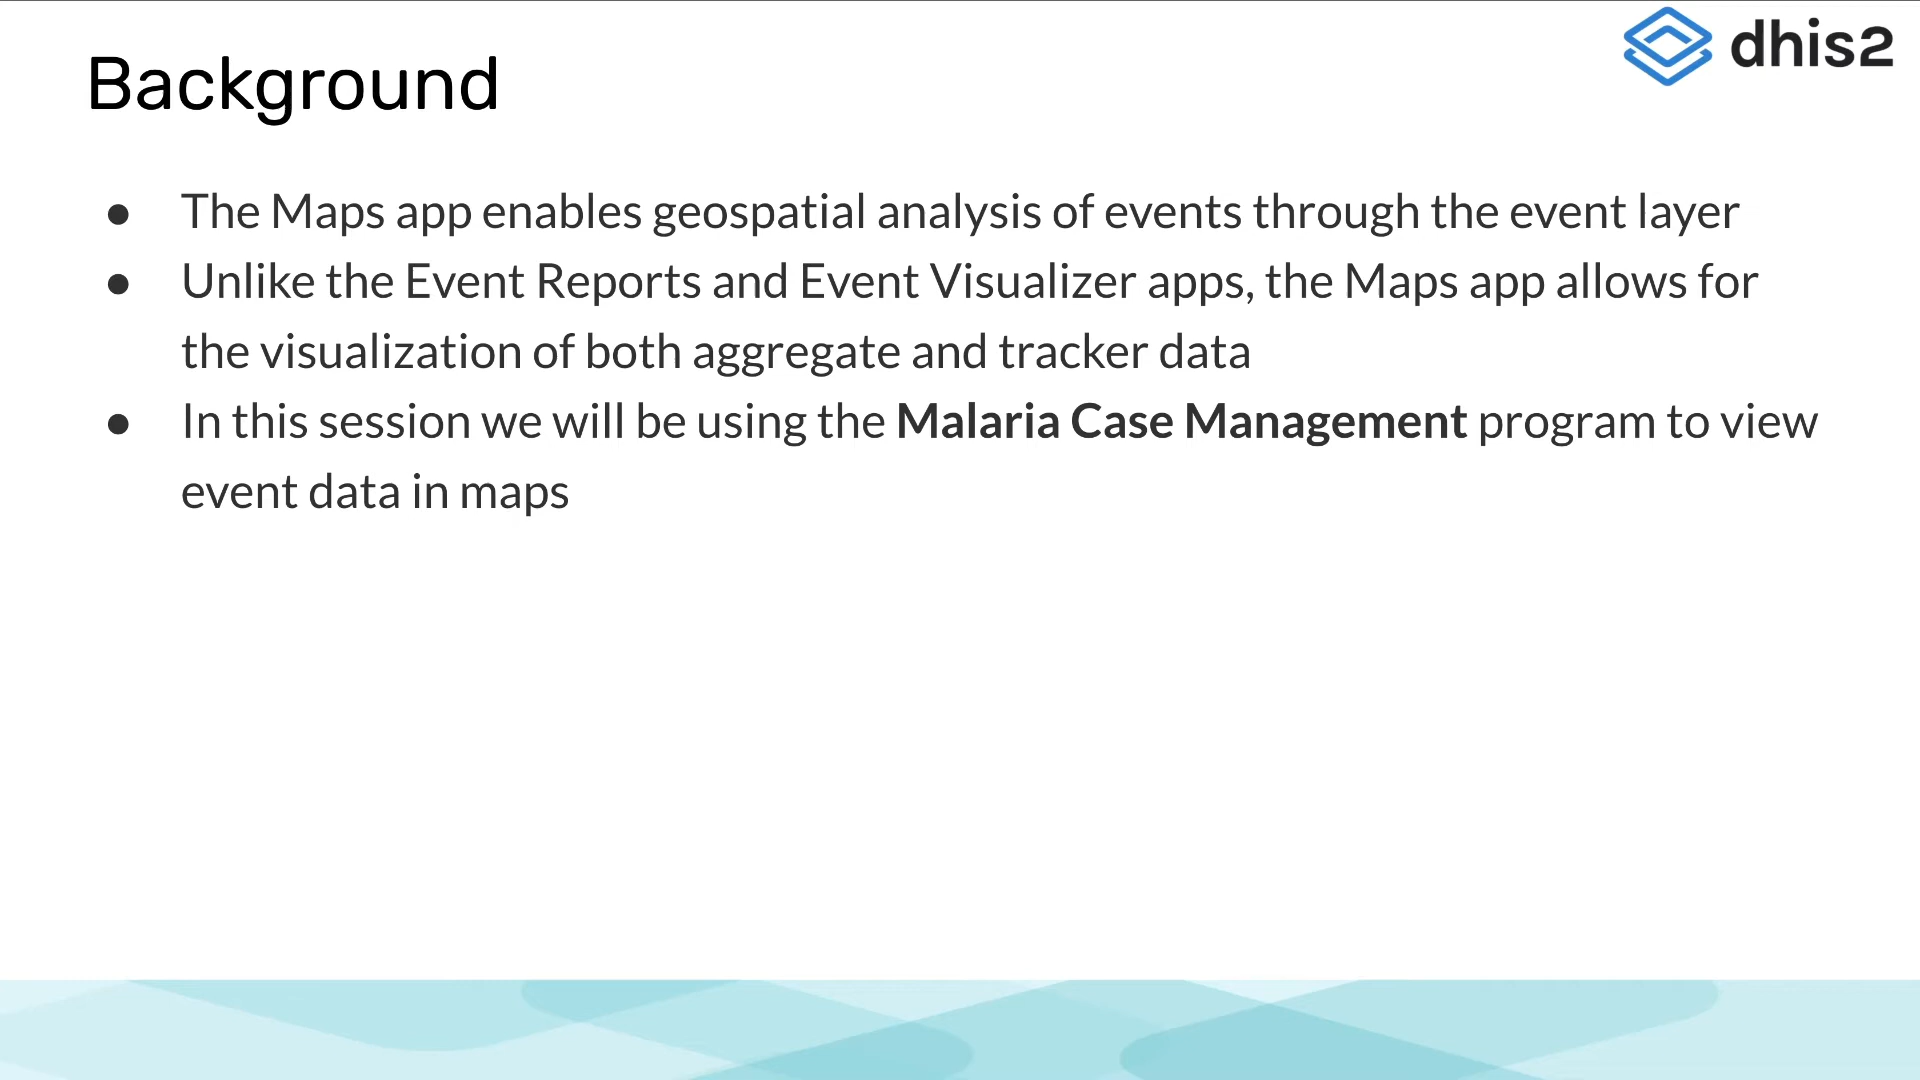 dhis2
Background
● The Maps app enables geospatial analysis of events through the event layer
● Unlike the Event Reports and Event Visualizer apps, the Maps app allows for
the visualization of both aggregate and tracker data
● In this session we will be using the Malaria Case Management program to view
event data in maps